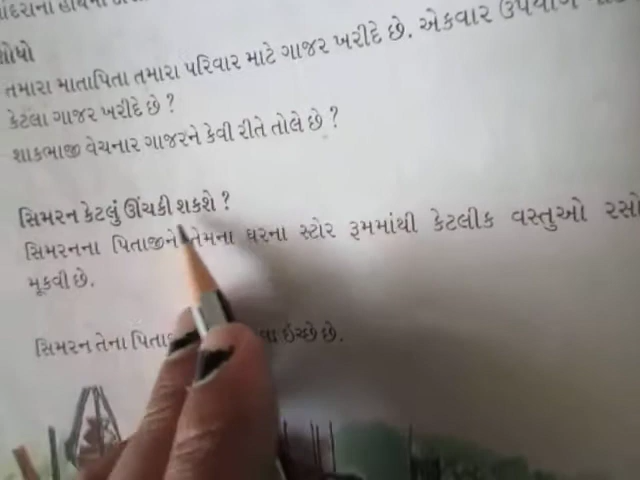 શોધો
તમારા માતાપિતા તમારા પરિવાર માટે ગાજર ખરીદે છે. એકવાર ઉપયોગ
કેટલા ગાજર ખરીદે છે ?
શાકભાજી વેચનાર ગાજરને કેવી રીતે તોલે છે ?
સિમરન કેટલું ઊંચકી શકશે ?
સિમરનના પિતાજીને તેમના ઘરના સ્ટોર રૂમમાંથી કેટલીક વસ્તુઓ
મૂકવી છે.
સિમરન તેના ઇચ્છે છે.